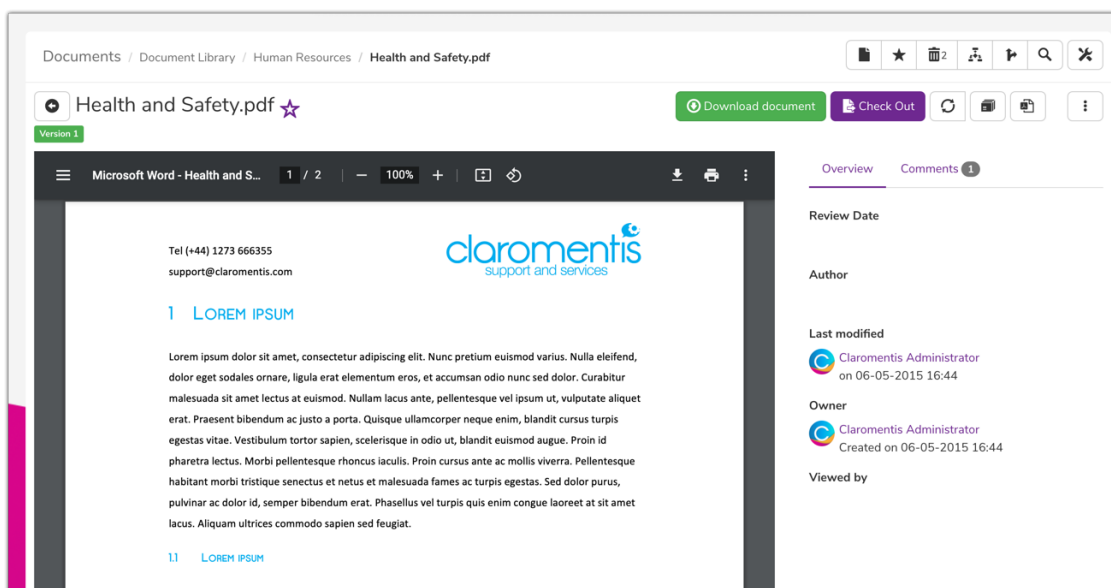 Documents / Document Library / Human Resources / Health and Safety.pdf
2
Health and Safety.pdf
Download document
Check Out
Version 1
Microsoft Word - Health and S...
1 / 2
100%
Overview
Comments 1
Tel (+44) 1273 666355
support@claromentis.com
claromentis
support and services
1 LOREM IPSUM
Lorem ipsum dolor sit amet, consectetur adipiscing elit. Nunc pretium euismod varius. Nulla eleifend,
dolor eget sodales ornare, ligula erat elementum eros, et accumsan odio nunc sed dolor. Curabitur
malesuada sit amet lectus at euismod. Nullam lacus ante, pellentesque vel ipsum ut, vulputate aliquet
erat. Praesent bibendum ac justo a porta. Quisque ullamcorper neque enim, blandit cursus turpis
egestas vitae. Vestibulum tortor sapien, scelerisque in odio ut, blandit euismod augue. Proin id
pharetra lectus. Morbi pellentesque rhoncus iaculis. Proin cursus ante ac mollis viverra. Pellentesque
habitant morbi tristique senectus et netus et malesuada fames ac turpis egestas. Sed dolor purus,
pulvinar ac dolor id, semper bibendum erat. Phasellus vel turpis quis enim congue laoreet at sit amet
lacus. Aliquam ultrices commodo sapien sed feugiat.
1.1 LOREM IPSUM
Review Date
Author
Last modified
Claromentis Administrator
on 06-05-2015 16:44
Owner
Claromentis Administrator
Created on 06-05-2015 16:44
Viewed by